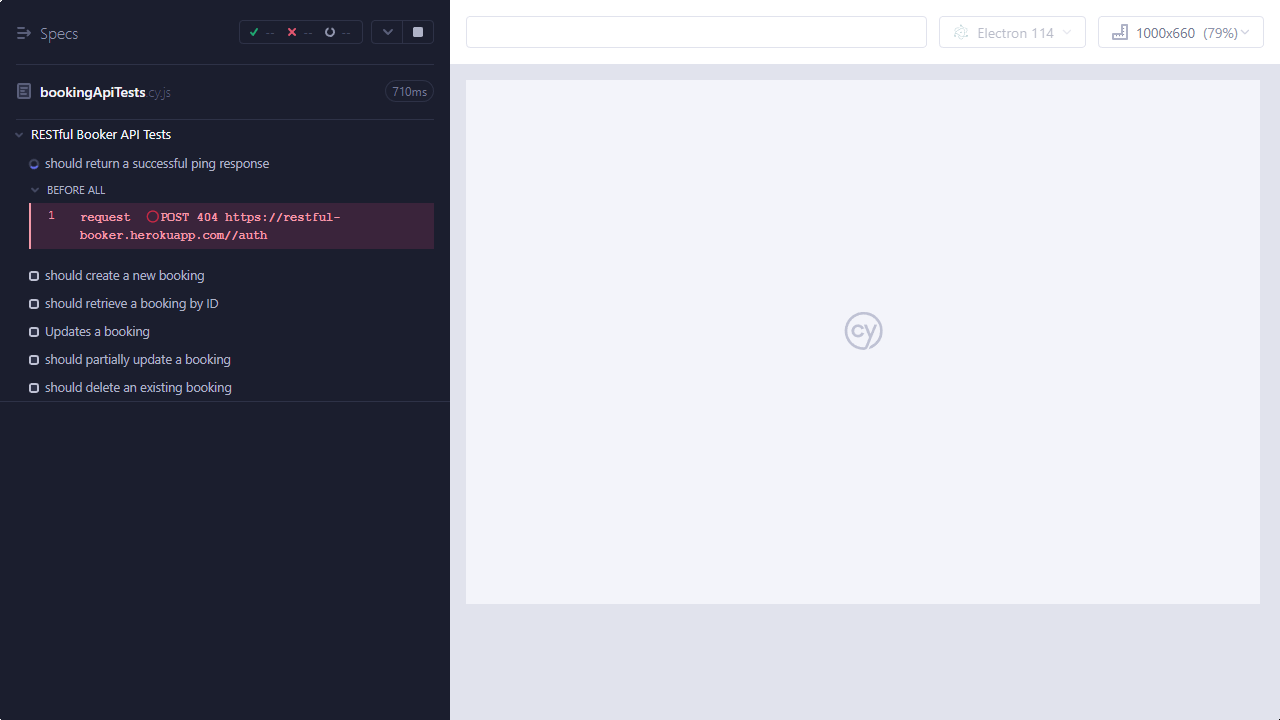 Specs
-- -- --
bookingApiTests.cy.js
710ms
RESTful Booker API Tests
should return a successful ping response
BEFORE ALL
1 request POST 404 https://restful-
booker.herokuapp.com//auth
should create a new booking
should retrieve a booking by ID
Updates a booking
should partially update a booking
should delete an existing booking
Electron 114
1000x660 (79%)
cy